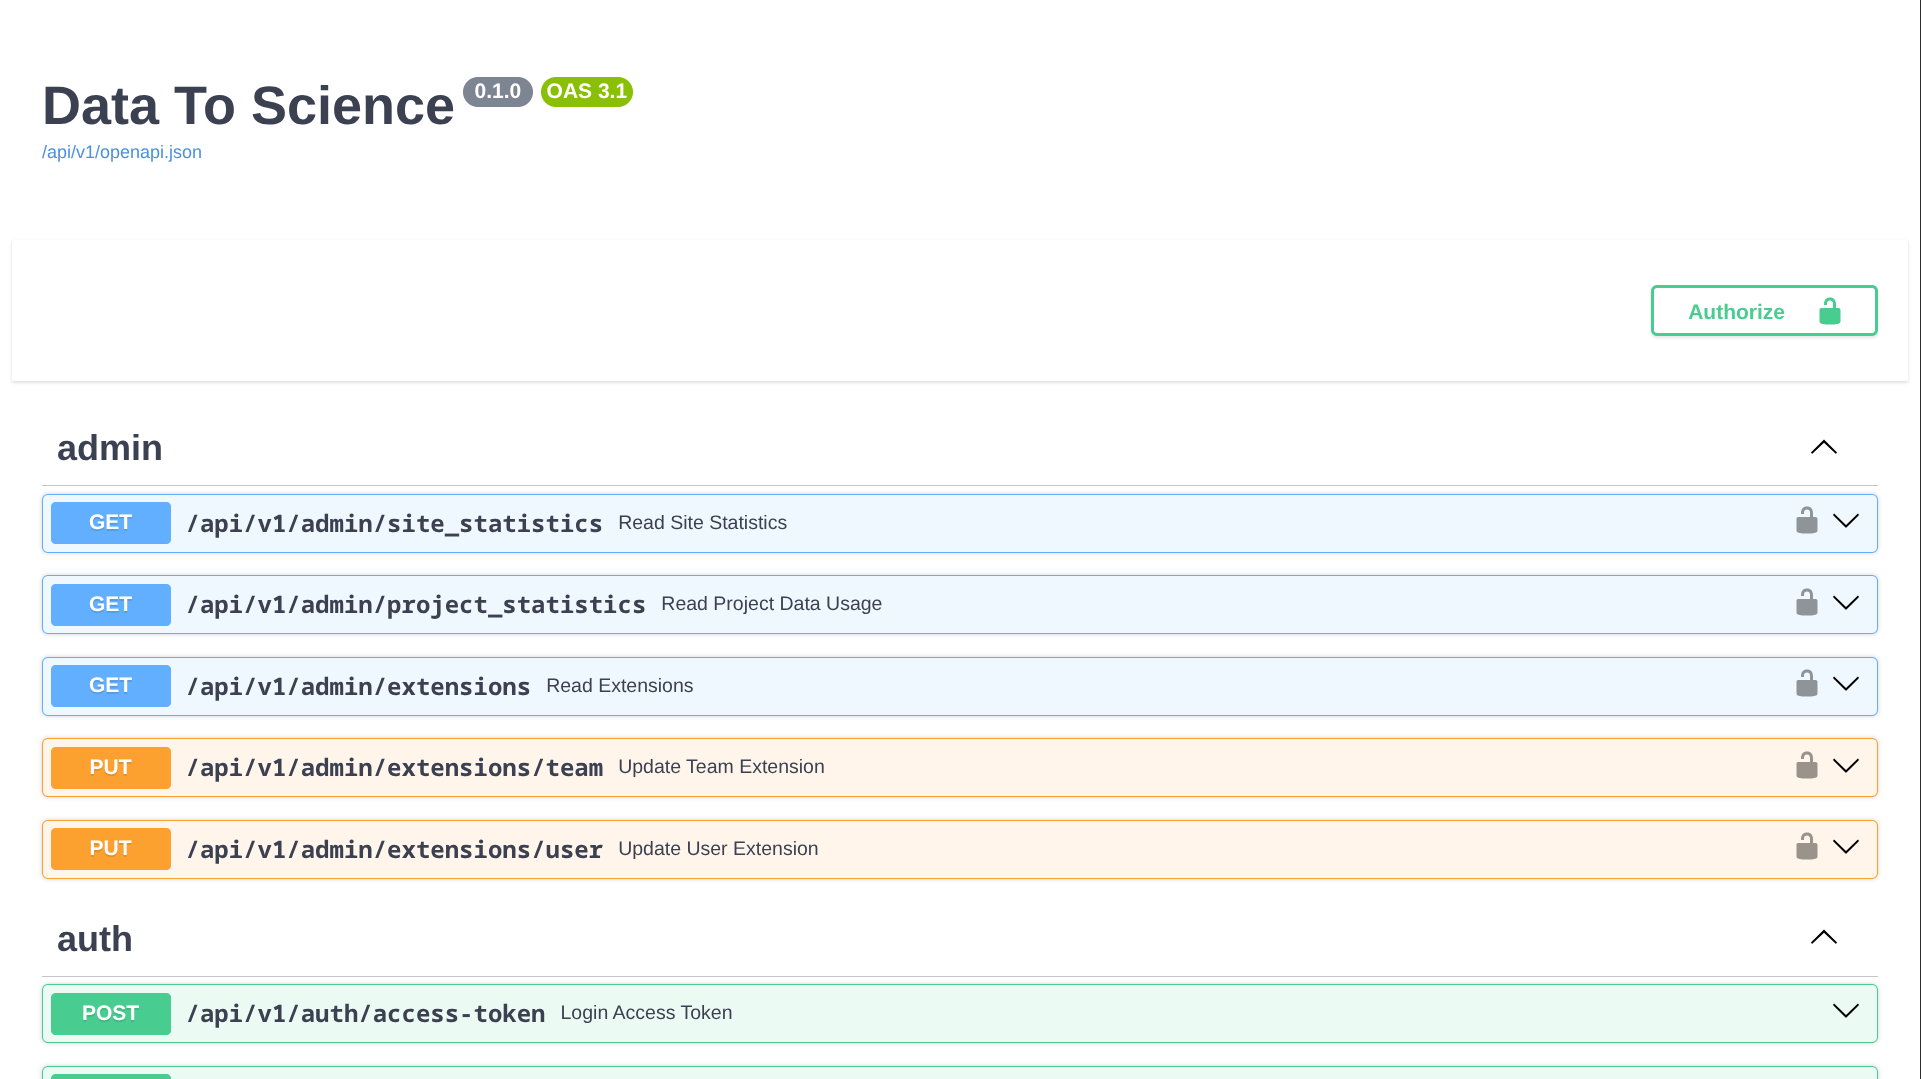 Data To Science 0.1.0 OAS 3.1
/api/v1/openapi.json
Authorize
admin
GET /api/v1/admin/site_statistics Read Site Statistics
GET /api/v1/admin/project_statistics Read Project Data Usage
GET /api/v1/admin/extensions Read Extensions
PUT /api/v1/admin/extensions/team Update Team Extension
PUT /api/v1/admin/extensions/user Update User Extension
auth
POST /api/v1/auth/access-token Login Access Token